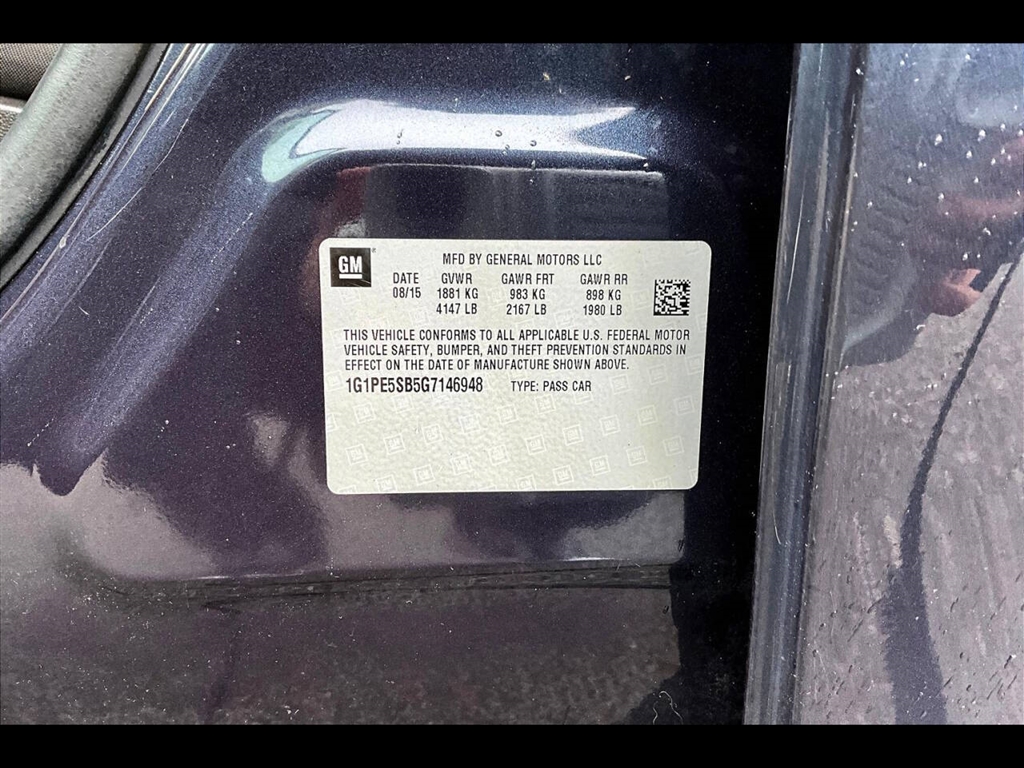 GM
MFD BY GENERAL MOTORS LLC
DATE GVWR GAWR FRT GAWR RR
08/15 1881 KG 983 KG 898 KG
4147 LB 2167 LB 1980 LB
THIS VEHICLE CONFORMS TO ALL APPLICABLE U.S. FEDERAL MOTOR
VEHICLE SAFETY, BUMPER, AND THEFT PREVENTION STANDARDS IN
EFFECT ON THE DATE OF MANUFACTURE SHOWN ABOVE.
1G1PE5SB5G7146948 TYPE: PASS CAR